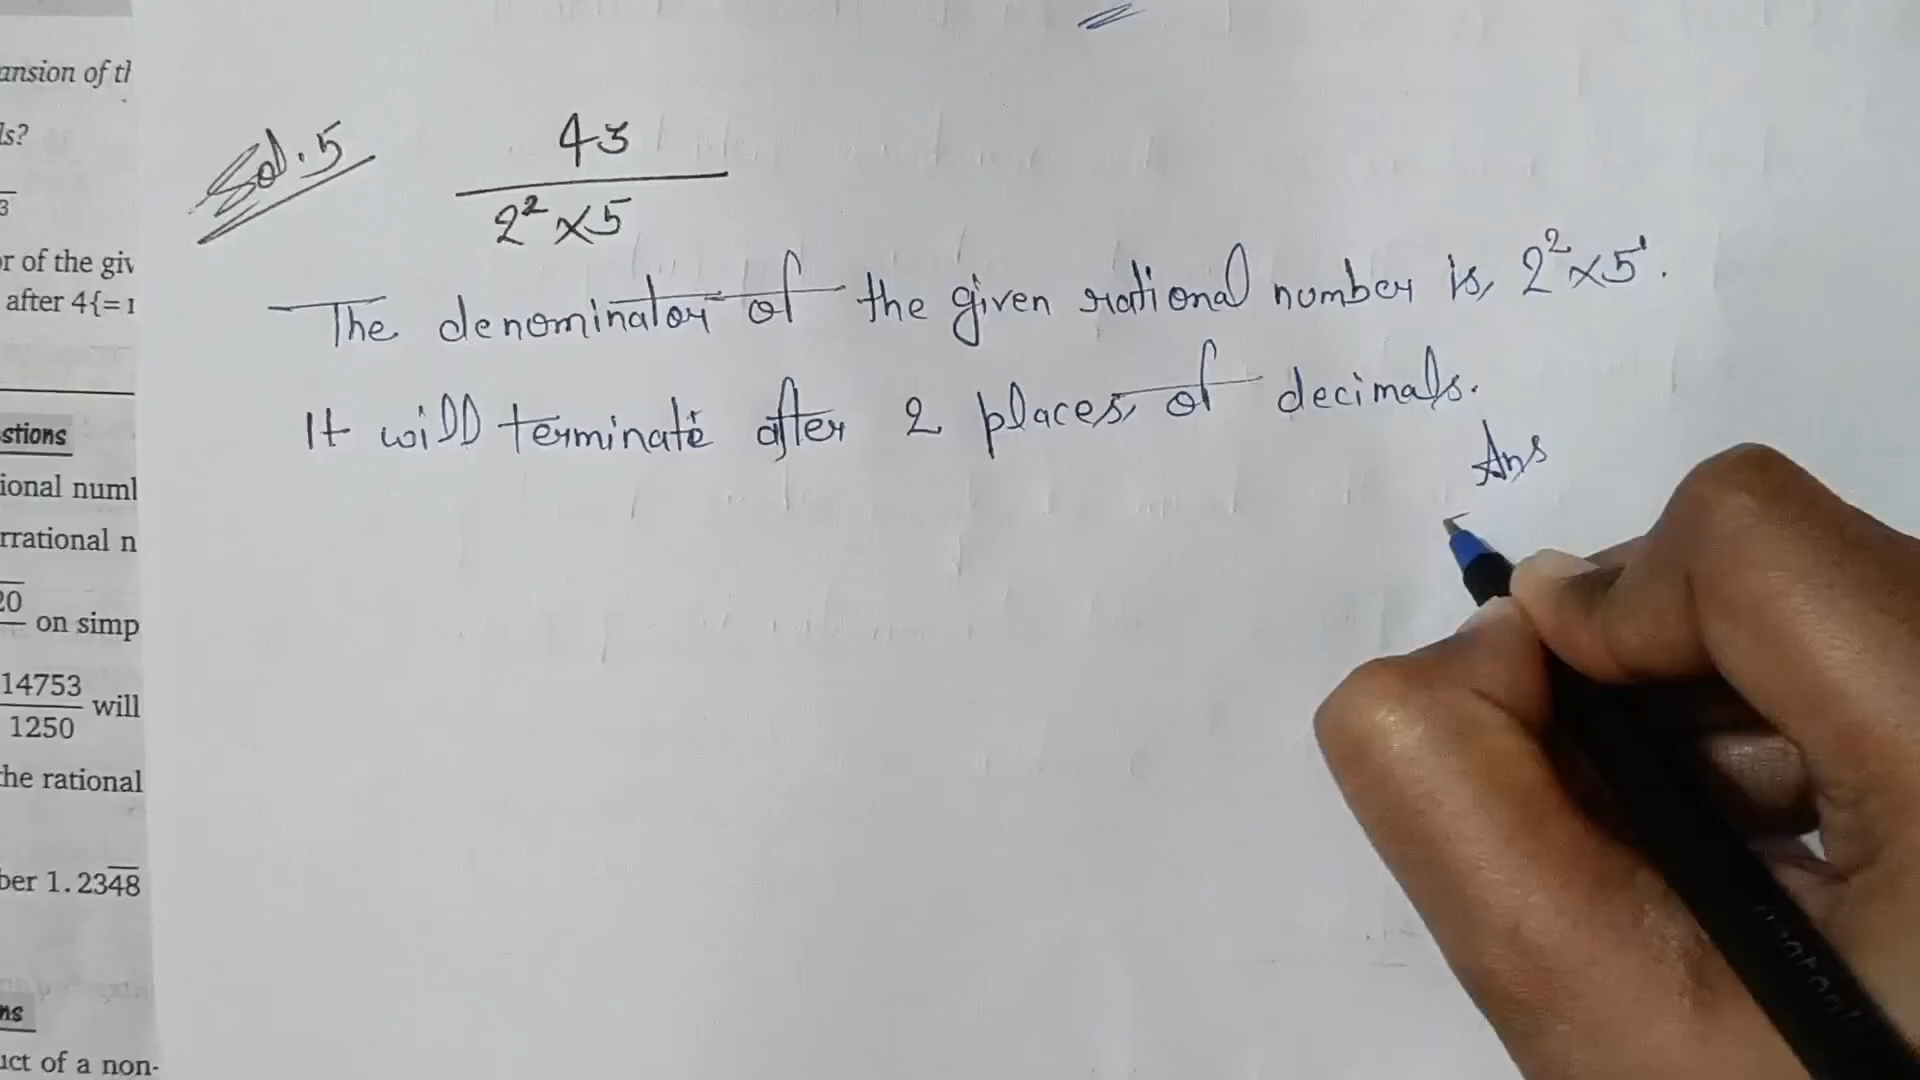 ansion of th
ls?
3
r of the giv
after 4{= n
stions
ional numl
rrational n
20
on simp
14753
1250
will
he rational
ber 1.2348
ns
uct of a non-
Sol.5
43
2² × 5
The denominator of the given rational number is 2² × 5¹.
It will terminate after 2 places of decimals.
Ans